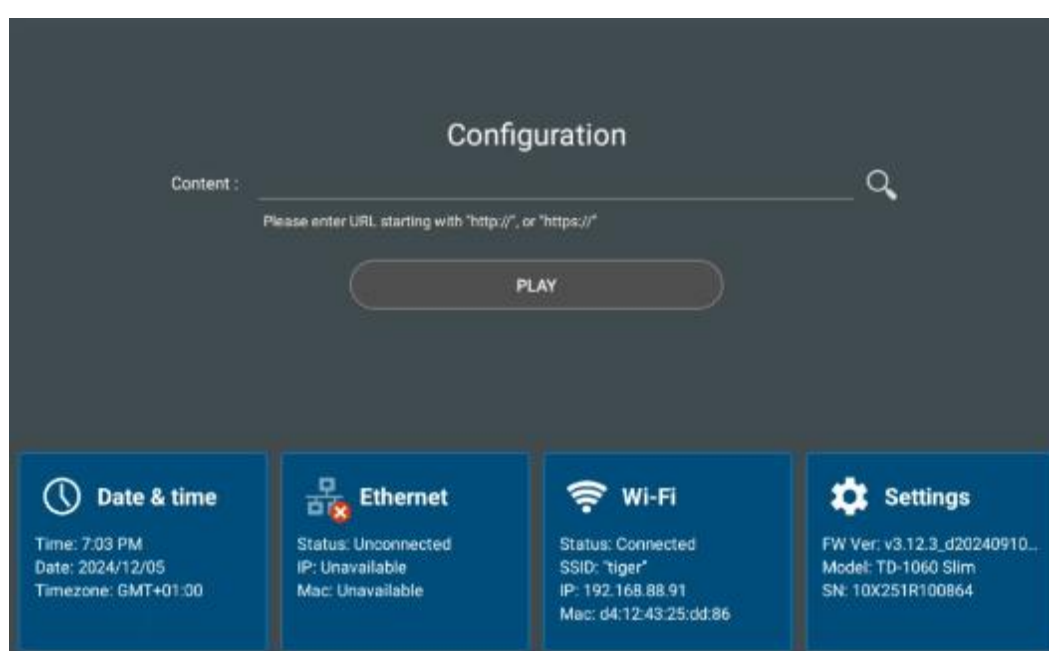 Configuration
Content :
Please enter URL starting with "http://", or "https://"
PLAY
Date & time
Time: 7:03 PM
Date: 2024/12/05
Timezone: GMT+01:00
Ethernet
Status: Unconnected
IP: Unavailable
Mac: Unavailable
Wi-Fi
Status: Connected
SSID: "tiger"
IP: 192.168.88.91
Mac: d4:12:43:25:dd:86
Settings
FW Ver: v3.12.3_d20240910...
Model: TD-1060 Slim
SN: 10X251R100864